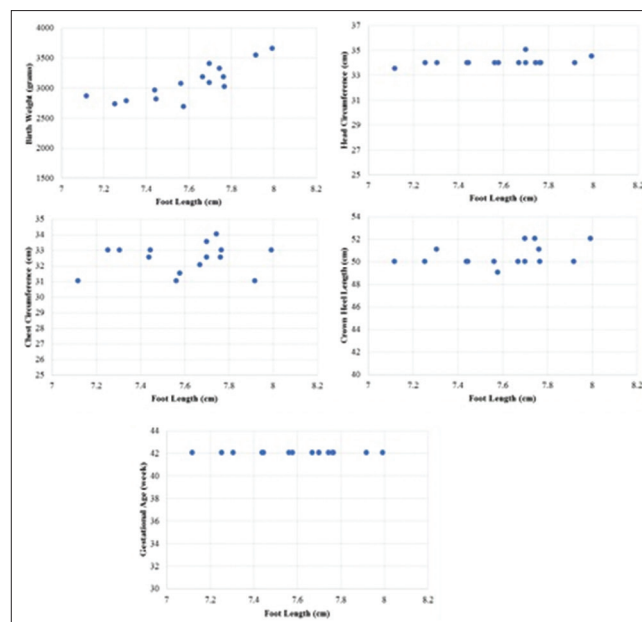 4000
3500
3000
2500
2000
1500
7 7.2 7.4 7.6 7.8 8 8.2
Foot Length (cm)
Birth Weight (grams)
37
35
33
31
29
27
25
7 7.2 7.4 7.6 7.8 8 8.2
Foot Length (cm)
Head Circumference (cm)
35
34
33
32
31
30
29
28
27
26
25
7 7.2 7.4 7.6 7.8 8 8.2
Foot Length (cm)
Chest Circumference (cm)
54
52
50
48
46
44
42
40
7 7.2 7.4 7.6 7.8 8 8.2
Foot Length (cm)
Crown Heel Length (cm)
44
42
40
38
36
34
32
30
7 7.2 7.4 7.6 7.8 8 8.2
Foot Length (cm)
Gestational Age (week)